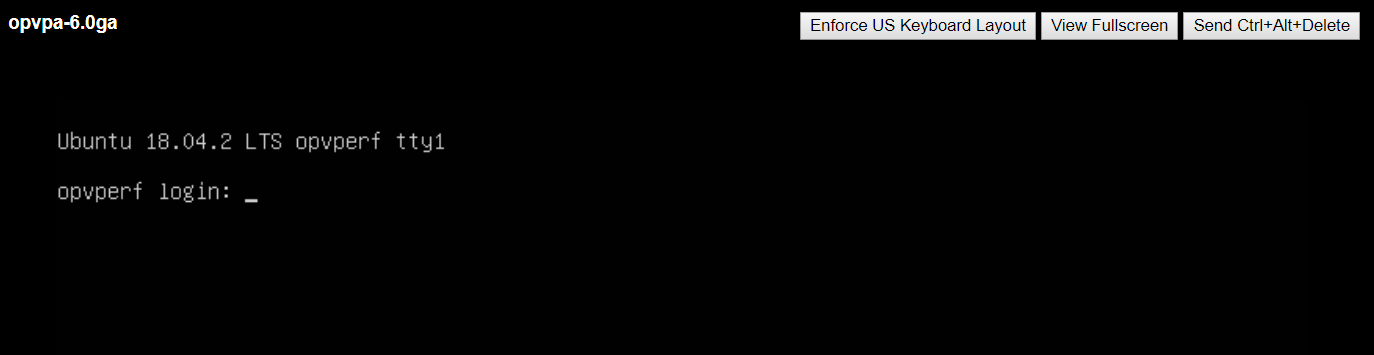 opvpa-6.0ga
Enforce US Keyboard Layout
View Fullscreen
Send Ctrl+Alt+Delete
Ubuntu 18.04.2 LTS opvperf tty1
opvperf login: _